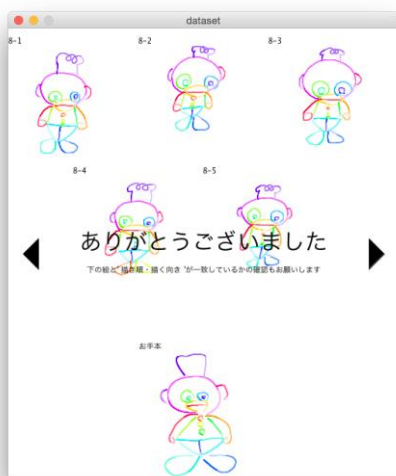 dataset
8-1
8-2
8-3
8-4
8-5
ありがとうございました
下の絵と"描き順・描く向き"が一致しているかの確認もお願いします
お手本